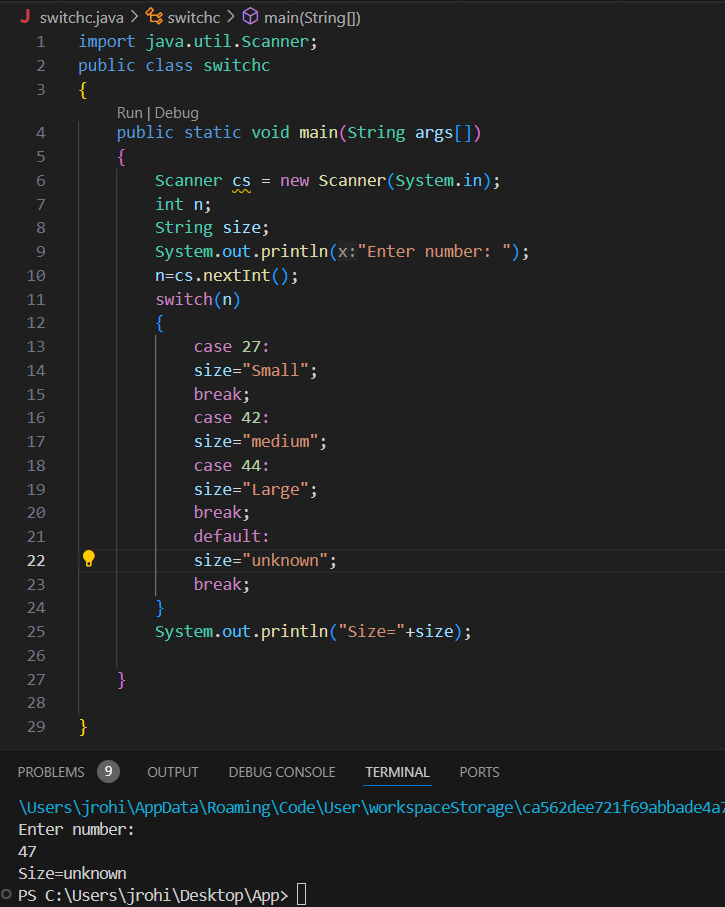 J switchc.java > switchc > main(String[])
1 import java.util.Scanner;
2 public class switchc
3 {
Run | Debug
4 public static void main(String args[])
5 {
6 Scanner cs = new Scanner(System.in);
7 int n;
8 String size;
9 System.out.println(x:"Enter number: ");
10 n=cs.nextInt();
11 switch(n)
12 {
13 case 27:
14 size="Small";
15 break;
16 case 42:
17 size="medium";
18 case 44:
19 size="Large";
20 break;
21 default:
22 size="unknown";
23 break;
24 }
25 System.out.println("Size="+size);
26
27 }
28
29 }
PROBLEMS 9 OUTPUT DEBUG CONSOLE TERMINAL PORTS
\Users\jrohi\AppData\Roaming\Code\User\workspaceStorage\ca562dee721f69abbade4a7
Enter number:
47
Size=unknown
PS C:\Users\jrohi\Desktop\App>